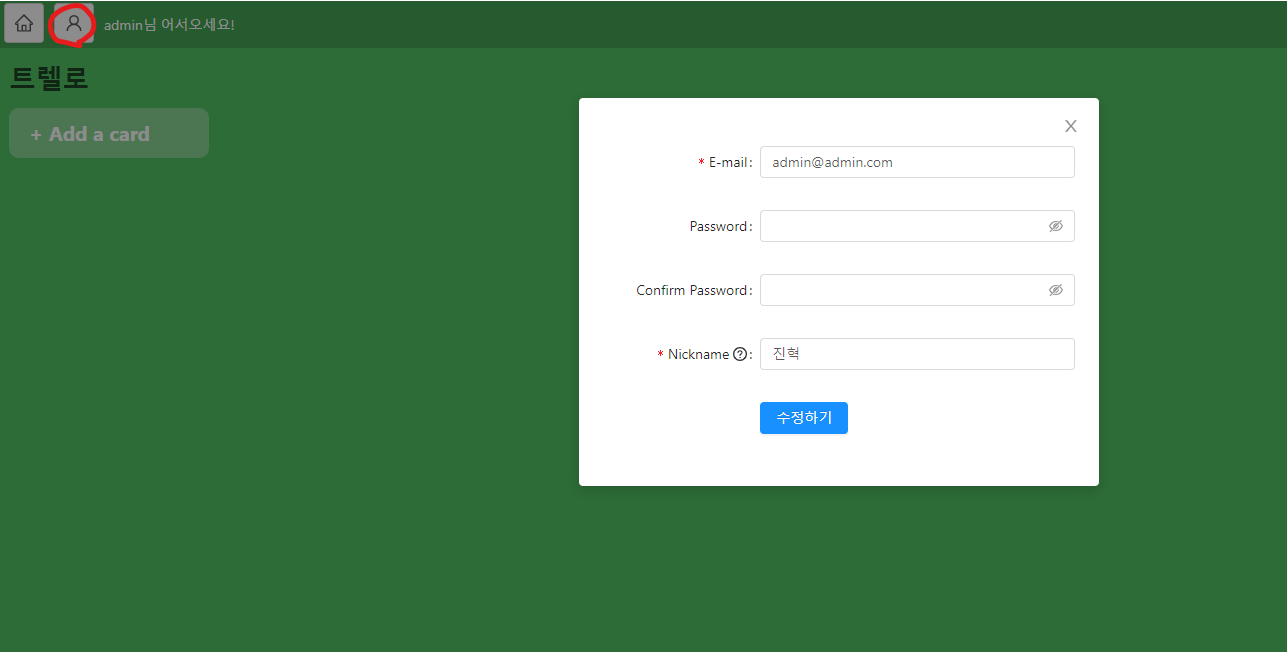 admin님 어서오세요!
트렐로
+ Add a card
X
* E-mail: admin@admin.com
Password:
Confirm Password:
* Nickname ?: 진혁
수정하기